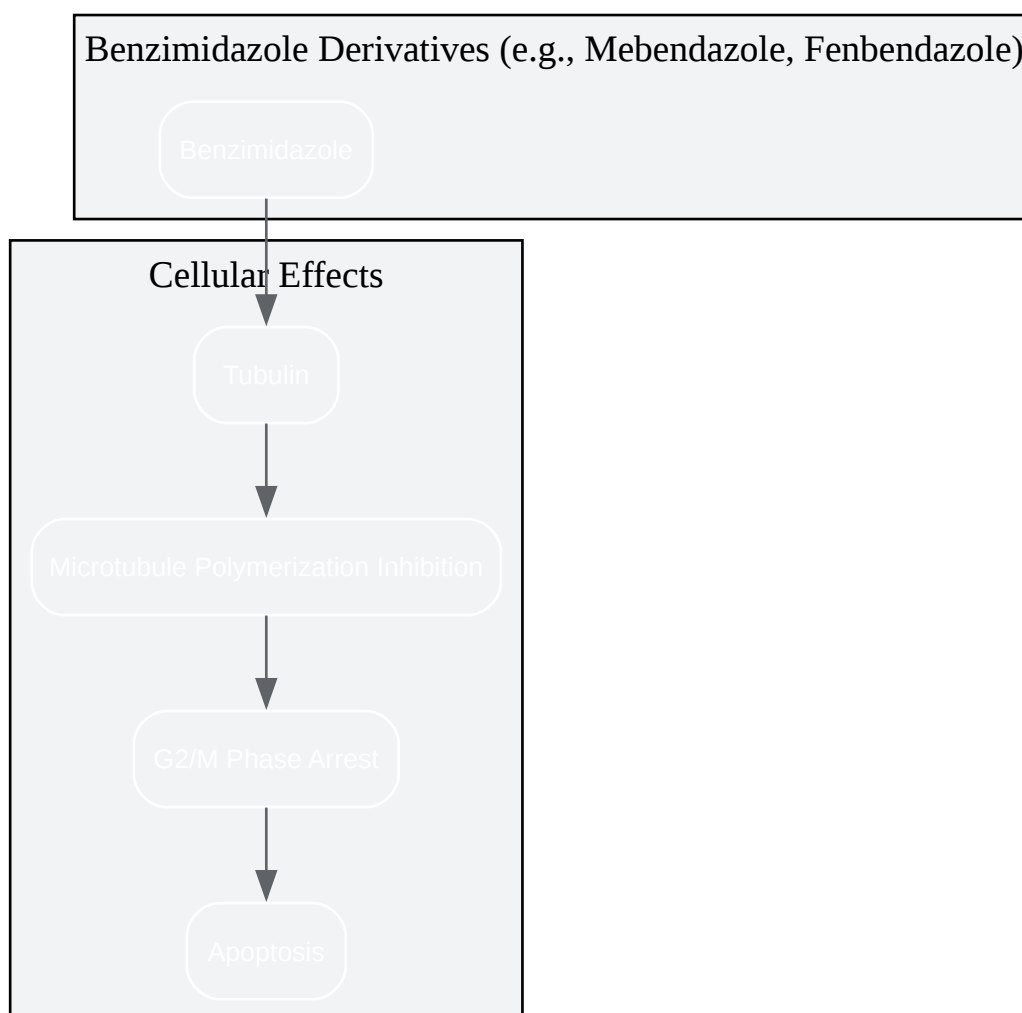 Benzimidazole Derivatives (e.g., Mebendazole, Fenbendazole)
Benzimidazole
Cellular Effects
Tubulin
Microtubule Polymerization Inhibition
G2/M Phase Arrest
Apoptosis